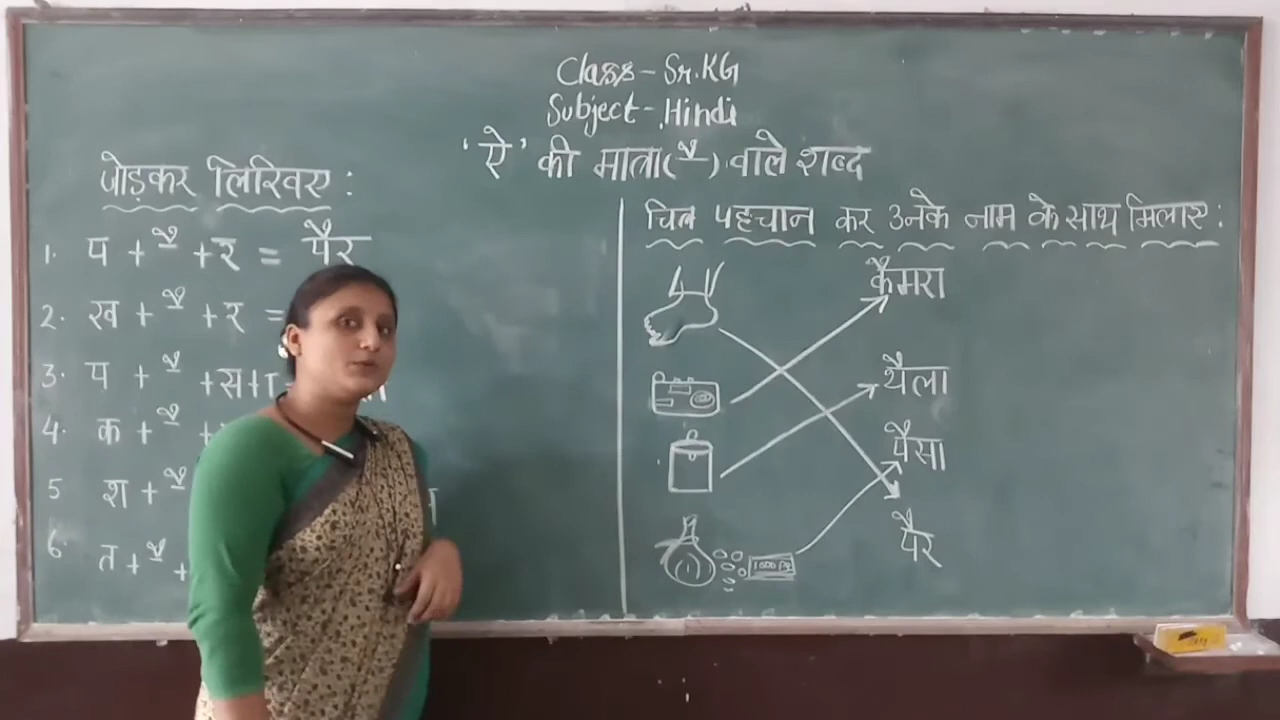 Class - Sr.KG
Subject - Hindi
'ऐ' की मात्रा( ै ) वाले शब्द
जोड़कर लिखिए :
1. प + ै + र = पैर
2. ख + ै + र =
3. प + ै + स + ा =
4. क + ै +
5 श + ै
6. त + ै +
चित्र पहचान कर उनके नाम के साथ मिलाए :
कैमरा
थैला
पैसा
पैर
1000 रु